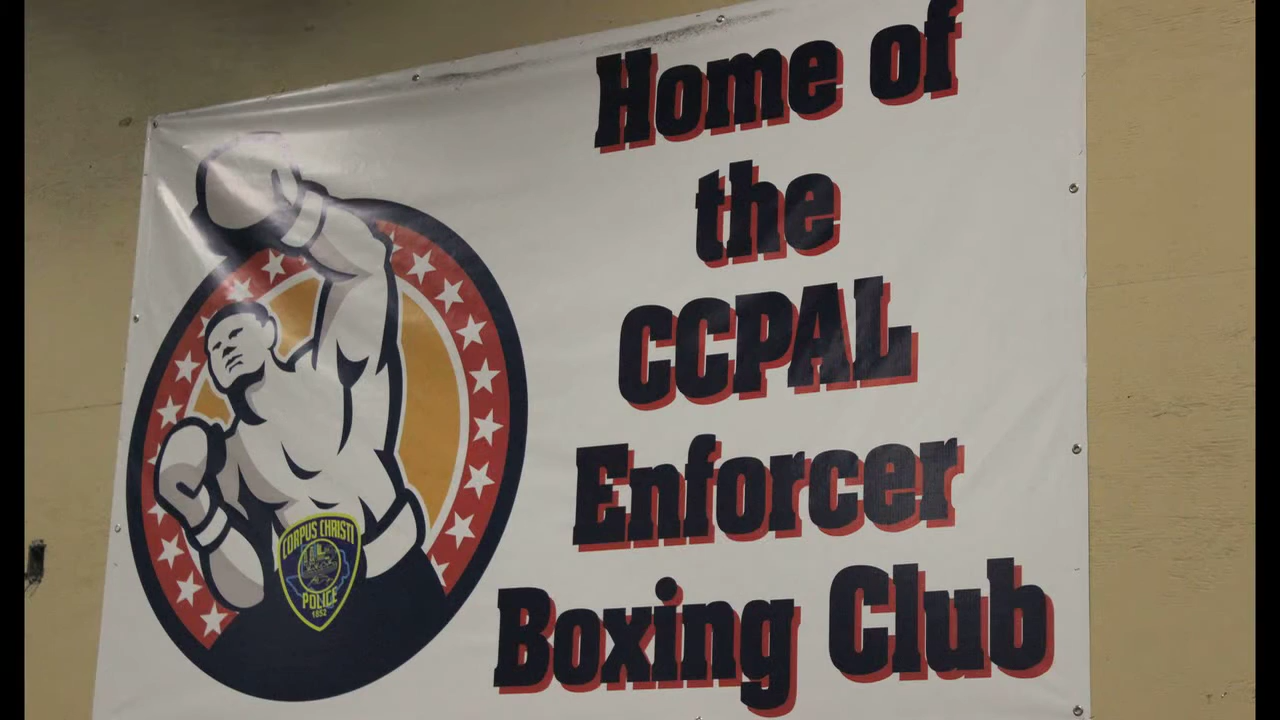 Home of
the
CCPAL
Enforcer
Boxing Club
CORPUS CHRISTI
POLICE
1852